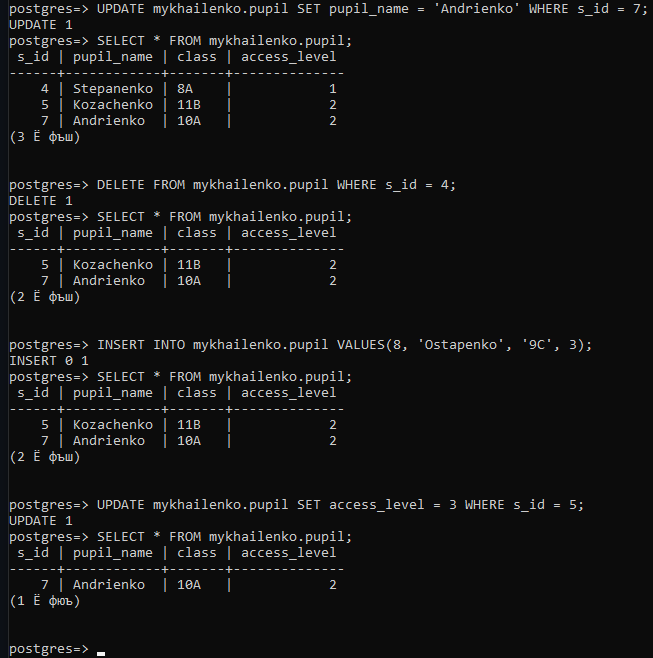 postgres=> UPDATE mykhailenko.pupil SET pupil_name = 'Andrienko' WHERE s_id = 7;
UPDATE 1
postgres=> SELECT * FROM mykhailenko.pupil;
 s_id | pupil_name | class | access_level
------+------------+-------+--------------
    4 | Stepanenko | 8A    |            1
    5 | Kozachenko | 11B   |            2
    7 | Andrienko  | 10A   |            2
(3 Ё фъш)

postgres=> DELETE FROM mykhailenko.pupil WHERE s_id = 4;
DELETE 1
postgres=> SELECT * FROM mykhailenko.pupil;
 s_id | pupil_name | class | access_level
------+------------+-------+--------------
    5 | Kozachenko | 11B   |            2
    7 | Andrienko  | 10A   |            2
(2 Ё фъш)

postgres=> INSERT INTO mykhailenko.pupil VALUES(8, 'Ostapenko', '9C', 3);
INSERT 0 1
postgres=> SELECT * FROM mykhailenko.pupil;
 s_id | pupil_name | class | access_level
------+------------+-------+--------------
    5 | Kozachenko | 11B   |            2
    7 | Andrienko  | 10A   |            2
(2 Ё фъш)

postgres=> UPDATE mykhailenko.pupil SET access_level = 3 WHERE s_id = 5;
UPDATE 1
postgres=> SELECT * FROM mykhailenko.pupil;
 s_id | pupil_name | class | access_level
------+------------+-------+--------------
    7 | Andrienko  | 10A   |            2
(1 Ё фюъ)

postgres=>